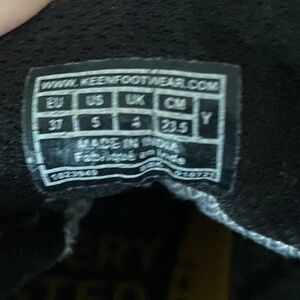 WWW.KEENFOOTWEAR.COM
EU US UK CM Y
37 5 4 23.5
MADE IN INDIA
Fabriqué en Inde